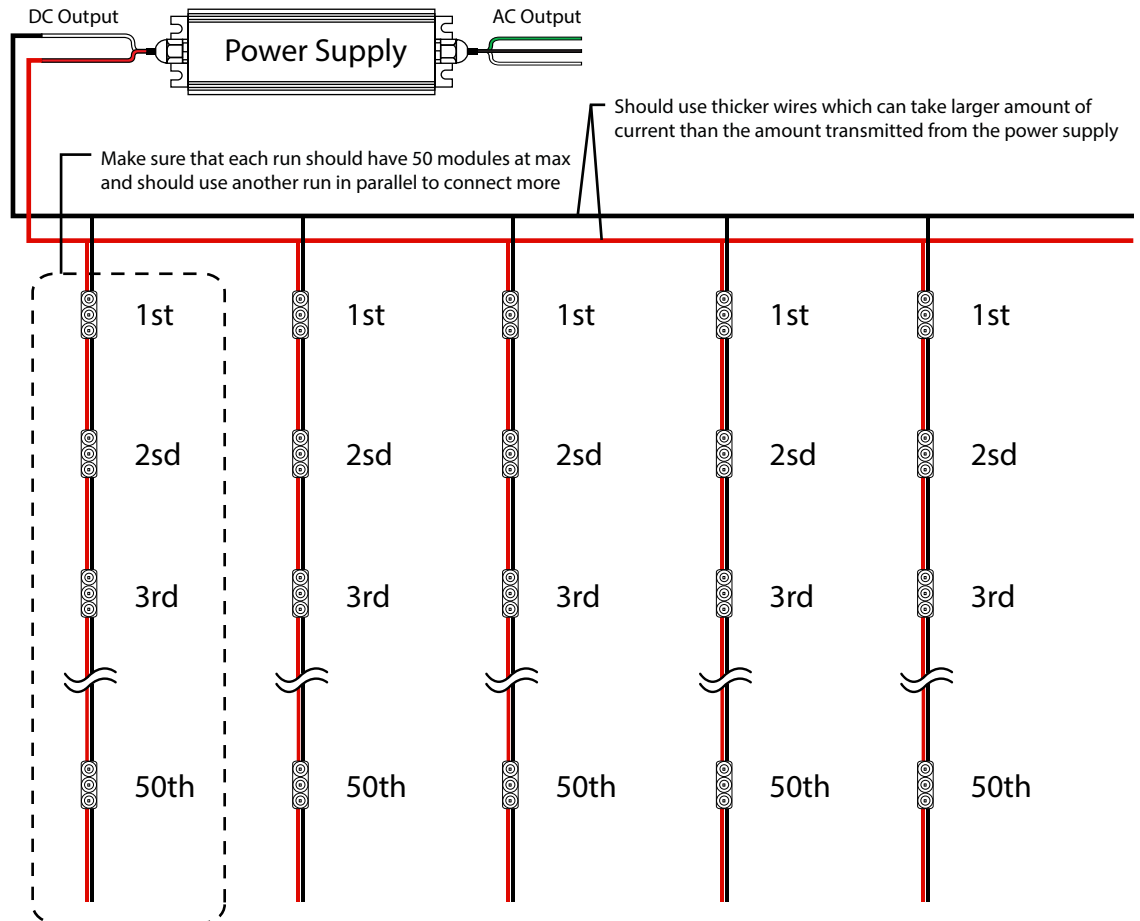 DC Output
Power Supply
AC Output
Should use thicker wires which can take larger amount of
current than the amount transmitted from the power supply
Make sure that each run should have 50 modules at max
and should use another run in parallel to connect more
1st
1st
1st
1st
1st
2sd
2sd
2sd
2sd
2sd
3rd
3rd
3rd
3rd
3rd
50th
50th
50th
50th
50th